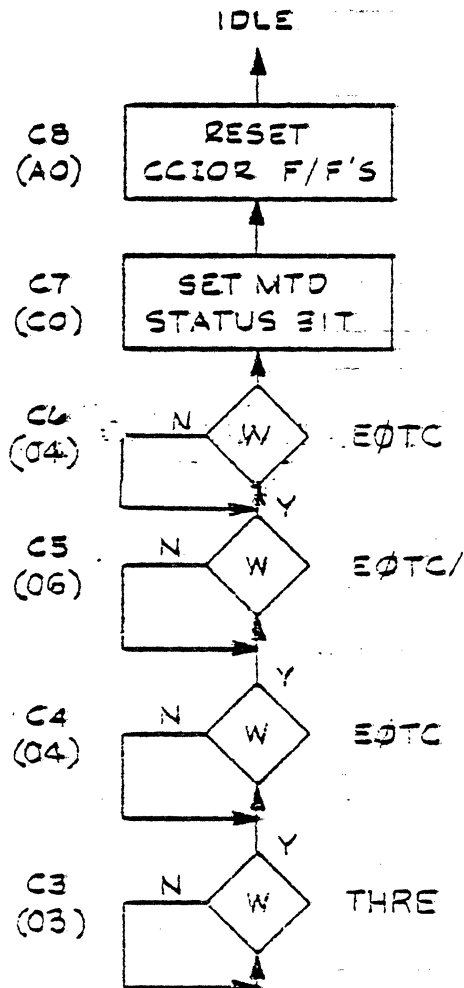 IDLE
C8
(A0)
RESET
CCIOR F/F'S
C7
(C0)
SET MTD
STATUS BIT
C6
(04)
N
W
EØTC
Y
C5
(06)
N
W
EØTC/
Y
C4
(04)
N
W
EØTC
Y
C3
(03)
N
W
THRE